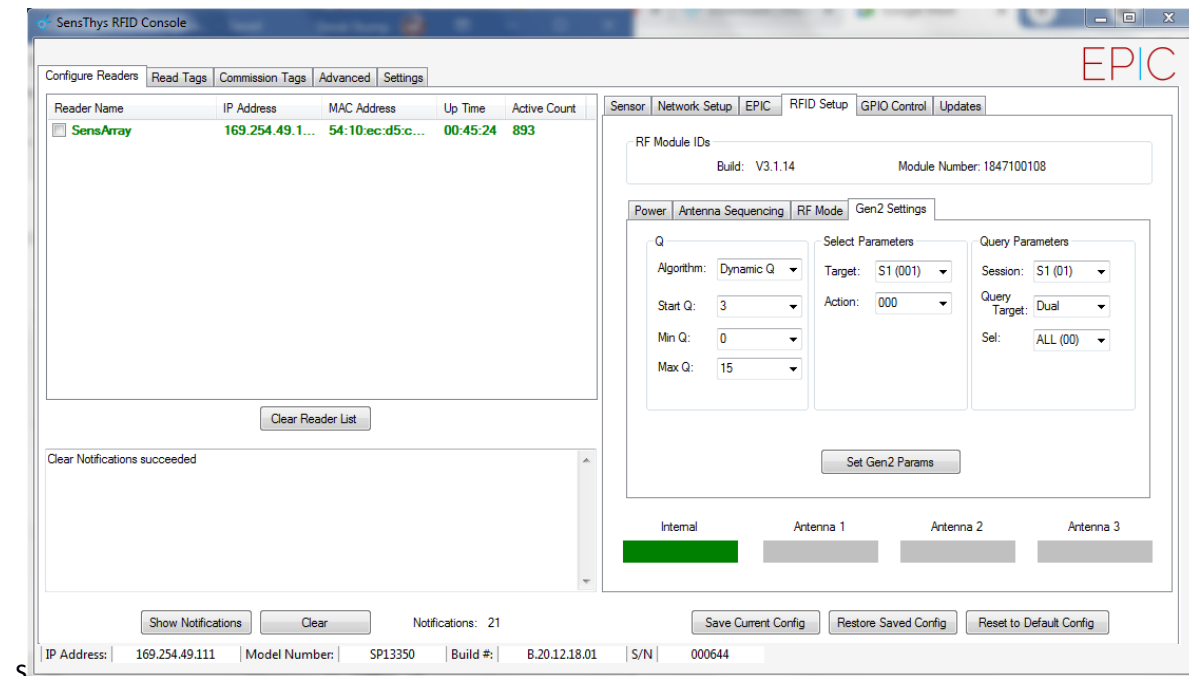 SensThys RFID Console
EPIC
Configure Readers Read Tags Commission Tags Advanced Settings
Reader Name IP Address MAC Address Up Time Active Count
SensArray 169.254.49.1... 54:10:ec:d5:c... 00:45:24 893
Clear Reader List
Clear Notifications succeeded
Show Notifications Clear Notifications: 21
Sensor Network Setup EPIC RFID Setup GPIO Control Updates
RF Module IDs
Build: V3.1.14 Module Number: 1847100108
Power Antenna Sequencing RF Mode Gen2 Settings
Q
Algorithm: Dynamic Q
Start Q: 3
Min Q: 0
Max Q: 15
Select Parameters
Target: S1 (001)
Action: 000
Query Parameters
Session: S1 (01)
Query
Target: Dual
Sel: ALL (00)
Set Gen2 Params
Internal Antenna 1 Antenna 2 Antenna 3
Save Current Config Restore Saved Config Reset to Default Config
IP Address: 169.254.49.111 Model Number: SP13350 Build #: B.20.12.18.01 S/N 000644
s